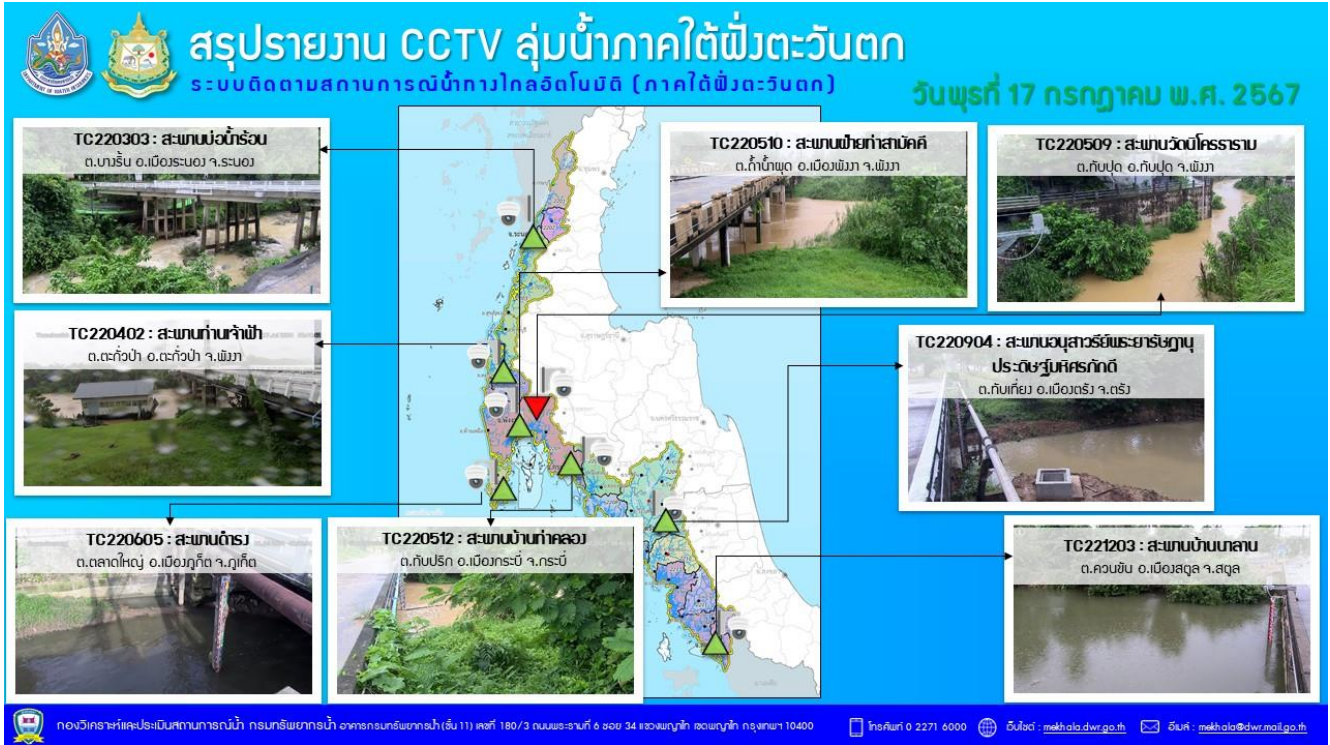 สรุปรายงาน CCTV ลุ่มน้ำภาคใต้ฝั่งตะวันตก
ระบบติดตามสถานการณ์น้ำทางไกลอัตโนมัติ (ภาคใต้ฝั่งตะวันตก)
วันพุธที่ 17 กรกฎาคม พ.ศ. 2567
TC220303 : สะพานบ่อน้ำร้อน
ต.บางริ้น อ.เมืองระนอง จ.ระนอง
TC220510 : สะพานฝ่ายท่าสามัคคี
ต.ถ้ำน้ำผุด อ.เมืองพังงา จ.พังงา
TC220509 : สะพานวัดนิโครธาราม
ต.ทับปุด อ.ทับปุด จ.พังงา
TC220402 : สะพานท่านเจ้าฟ้า
ต.ตะกั่วป่า อ.ตะกั่วป่า จ.พังงา
TC220904 : สะพานอนุสาวรีย์พระยารัษฎานุ
ประดิษฐ์มหิศรภักดี
ต.ทับเที่ยง อ.เมืองตรัง จ.ตรัง
TC220605 : สะพานดำรง
ต.ตลาดใหญ่ อ.เมืองภูเก็ต จ.ภูเก็ต
TC220512 : สะพานบ้านท่าคลอง
ต.ทับปริก อ.เมืองกระบี่ จ.กระบี่
TC221203 : สะพานบ้านนาลาน
ต.ควนขัน อ.เมืองสตูล จ.สตูล
กองวิเคราะห์และประเมินสถานการณ์น้ำ กรมทรัพยากรน้ำ อาคารกรมทรัพยากรน้ำ (ชั้น 11) เลขที่ 180/3 ถนนพระรามที่ 6 ซอย 34 แขวงพญาไท เขตพญาไท กรุงเทพฯ 10400 โทรศัพท์ 0 2271 6000 เว็บไซต์ : mekhala.dwr.go.th อีเมล์ : mekhala@dwr.mail.go.th